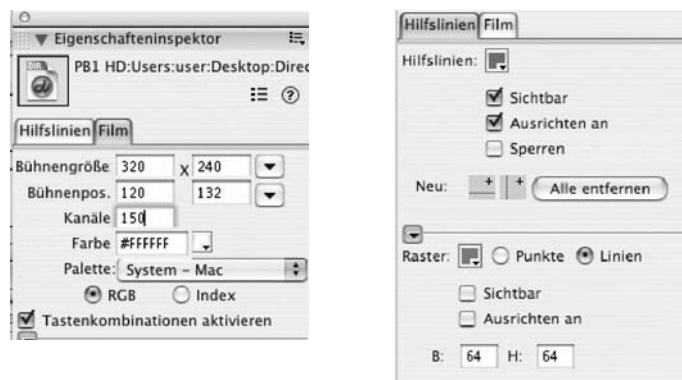 Eigenschafteninspektor
DIR
PB1 HD:Users:user:Desktop:Direc
Hilfslinien Film
Bühnengröße 320 x 240
Bühnenpos. 120 132
Kanäle 150
Farbe #FFFFFF
Palette: System – Mac
RGB Index
Tastenkombinationen aktivieren
Hilfslinien Film
Hilfslinien:
Sichtbar
Ausrichten an
Sperren
Neu: Alle entfernen
Raster: Punkte Linien
Sichtbar
Ausrichten an
B: 64 H: 64